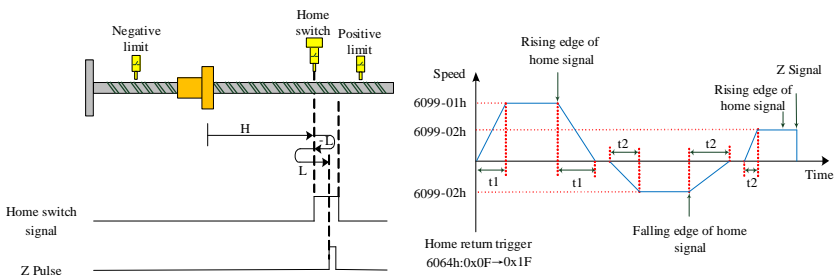 Negative
limit
Home
switch
Positive
limit
H
-L
L
Home switch
signal
Z Pulse
Speed
Rising edge of
home signal
Z Signal
Rising edge of
home signal
6099-01h
6099-02h
t2
t2
Time
t1
t1
t2
6099-02h
Falling edge of home
signal
Home return trigger
6064h:0x0F→0x1F